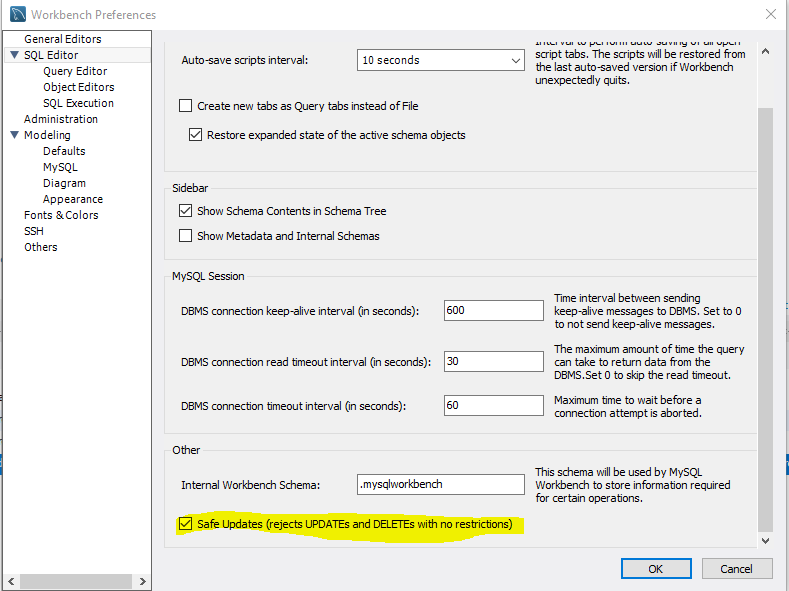 Workbench Preferences
General Editors
SQL Editor
Query Editor
Object Editors
SQL Execution
Administration
Modeling
Defaults
MySQL
Diagram
Appearance
Fonts & Colors
SSH
Others
Auto-save scripts interval:
10 seconds
Interval to perform auto-saving of all open
script tabs. The scripts will be restored from
the last auto-saved version if Workbench
unexpectedly quits.
Create new tabs as Query tabs instead of File
Restore expanded state of the active schema objects
Sidebar
Show Schema Contents in Schema Tree
Show Metadata and Internal Schemas
MySQL Session
DBMS connection keep-alive interval (in seconds):
600
Time interval between sending
keep-alive messages to DBMS. Set to 0
to not send keep-alive messages.
DBMS connection read timeout interval (in seconds):
30
The maximum amount of time the query
can take to return data from the
DBMS.Set 0 to skip the read timeout.
DBMS connection timeout interval (in seconds):
60
Maximum time to wait before a
connection attempt is aborted.
Other
Internal Workbench Schema:
.mysqlworkbench
This schema will be used by MySQL
Workbench to store information required
for certain operations.
Safe Updates (rejects UPDATEs and DELETEs with no restrictions)
OK
Cancel